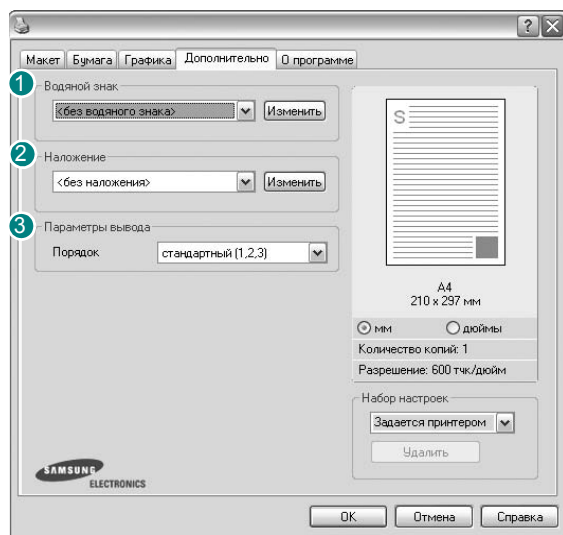 Макет Бумага Графика Дополнительно О программе
1 Водяной знак
<без водяного знака> Изменить
2 Наложение
<без наложения> Изменить
3 Параметры вывода
Порядок стандартный (1,2,3)
S
A4
210 x 297 мм
мм дюймы
Количество копий: 1
Разрешение: 600 тчк/дюйм
Набор настроек
Задается принтером
Удалить
SAMSUNG
ELECTRONICS
OK Отмена Справка